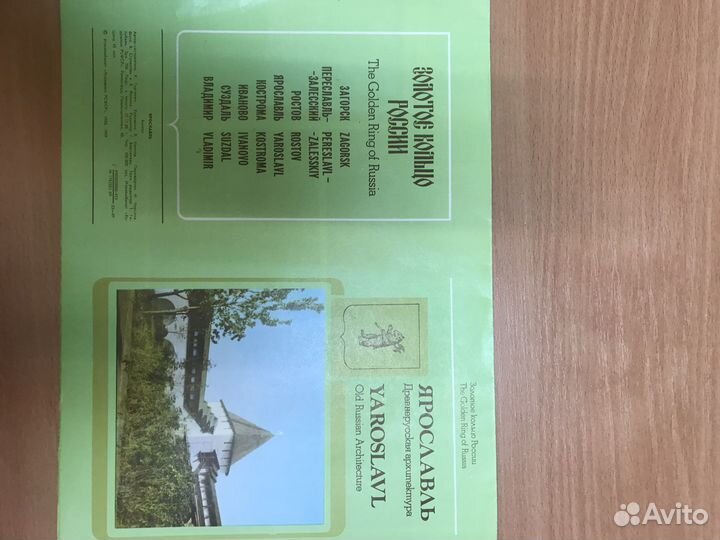 ЗОЛОТОЕ КОЛЬЦО
РОССИИ
The Golden Ring of Russia
ЗАГОРСК ZAGORSK
ПЕРЕСЛАВЛЬ- PERESLAVL-
-ЗАЛЕССКИЙ -ZALESSKIY
РОСТОВ ROSTOV
ЯРОСЛАВЛЬ YAROSLAVL
КОСТРОМА KOSTROMA
ИВАНОВО IVANOVO
СУЗДАЛЬ SUZDAL
ВЛАДИМИР VLADIMIR
ЯРОСЛАВЛЬ
Золотое кольцо России
The Golden Ring of Russia
ЯРОСЛАВЛЬ
Древнерусская архитектура
YAROSLAVL
Old Russian Architecture
Avito